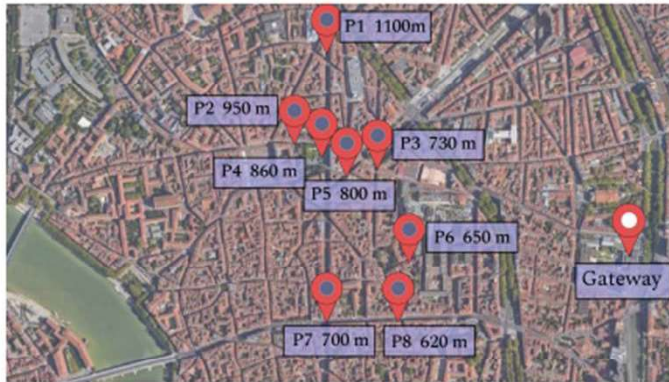 P1 1100m
P2 950 m
P3 730 m
P4 860 m
P5 800 m
P6 650 m
Gateway
P7 700 m
P8 620 m